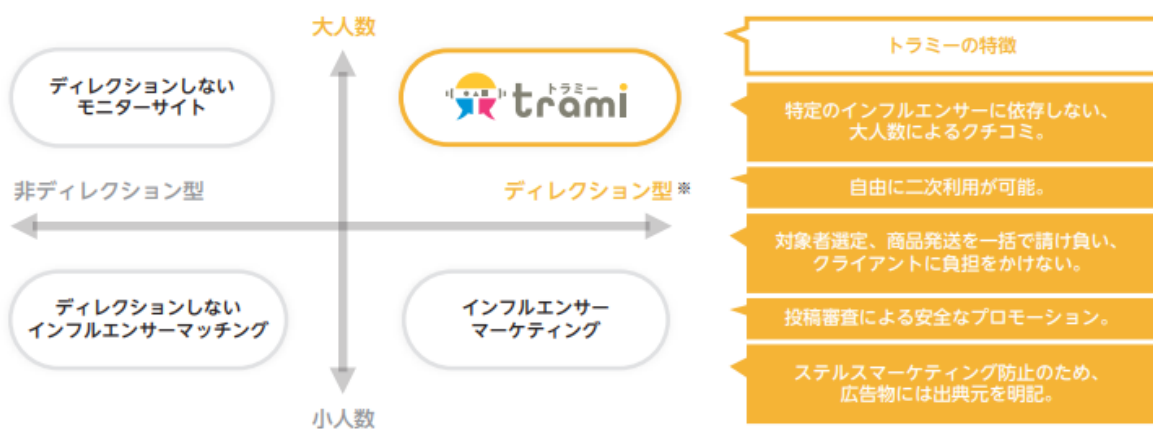 大人数
ディレクションしない
モニターサイト
トラミー
trami
非ディレクション型
ディレクション型※
ディレクションしない
インフルエンサーマッチング
インフルエンサー
マーケティング
小人数
トラミーの特徴
特定のインフルエンサーに依存しない、
大人数によるクチコミ。
自由に二次利用が可能。
対象者選定、商品発送を一括で請け負い、
クライアントに負担をかけない。
投稿審査による安全なプロモーション。
ステルスマーケティング防止のため、
広告物には出典元を明記。